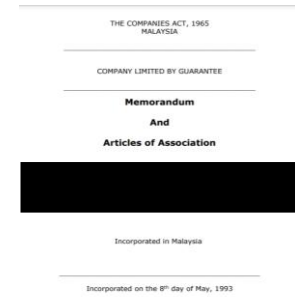 THE COMPANIES ACT, 1965
MALAYSIA
COMPANY LIMITED BY GUARANTEE
Memorandum
And
Articles of Association
Incorporated in Malaysia
Incorporated on the 8th day of May, 1993